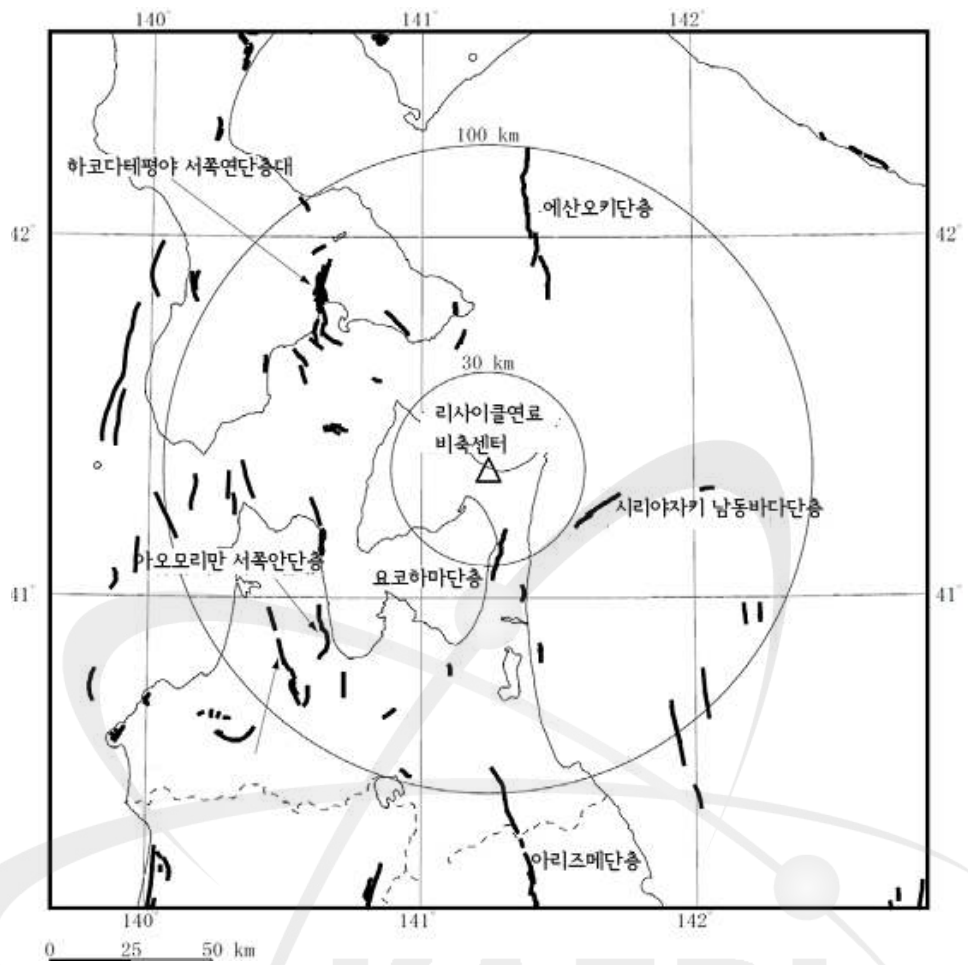 140°
141°
142°
100 km
하코다테평야 서쪽연단층대
에산오키단층
42°
42°
30 km
리사이클연료
비축센터
시리야자키 남동바다단층
아오모리만 서쪽안단층
요코하마단층
41°
41°
아리즈메단층
140°
141°
142°
0 25 50 km